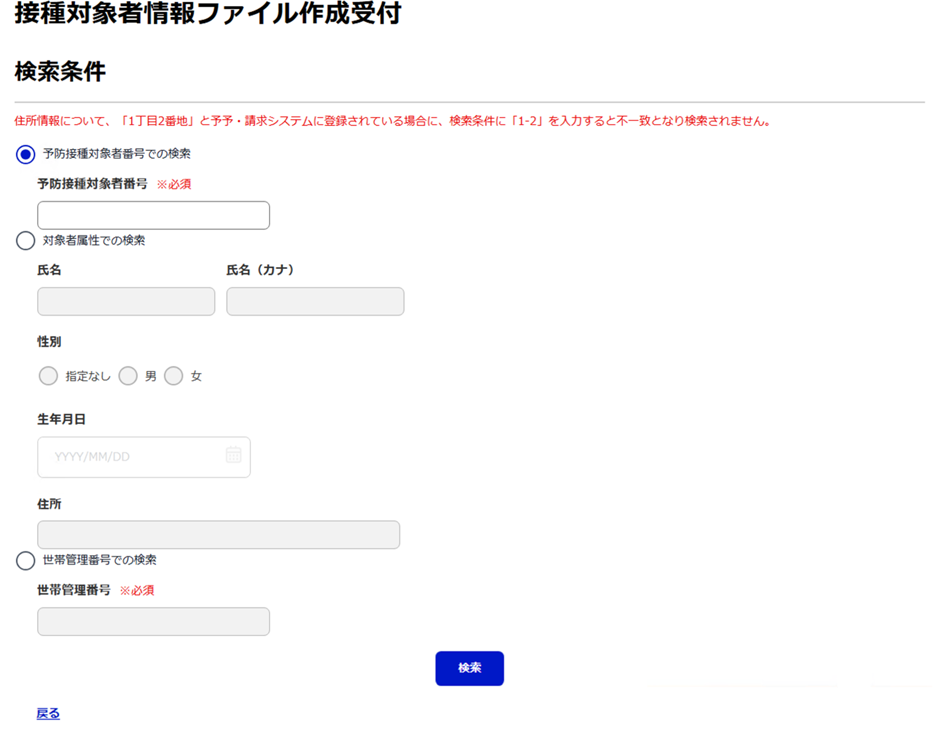 接種対象者情報ファイル作成受付
検索条件
住所情報について、「1丁目2番地」と予予・請求システムに登録されている場合に、検索条件に「1-2」を入力すると不一致となり検索されません。
予防接種対象者番号での検索
予防接種対象者番号 ※必須
対象者属性での検索
氏名 氏名（カナ）
性別
指定なし 男 女
生年月日
YYYY/MM/DD
住所
世帯管理番号での検索
世帯管理番号 ※必須
検索
戻る